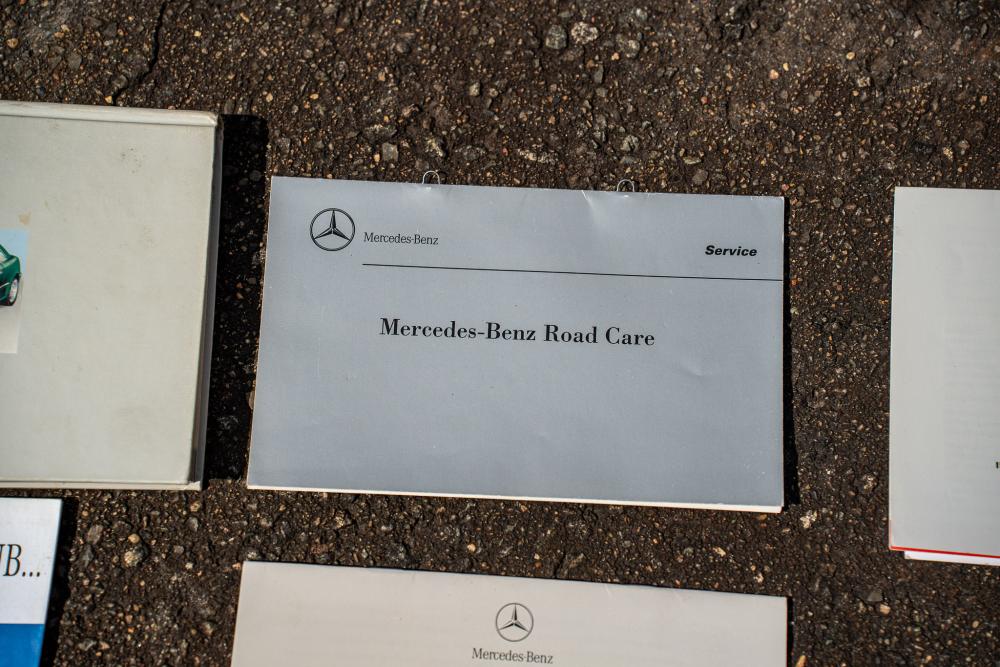 Mercedes-Benz
Service
Mercedes-Benz Road Care
B...
Mercedes-Benz